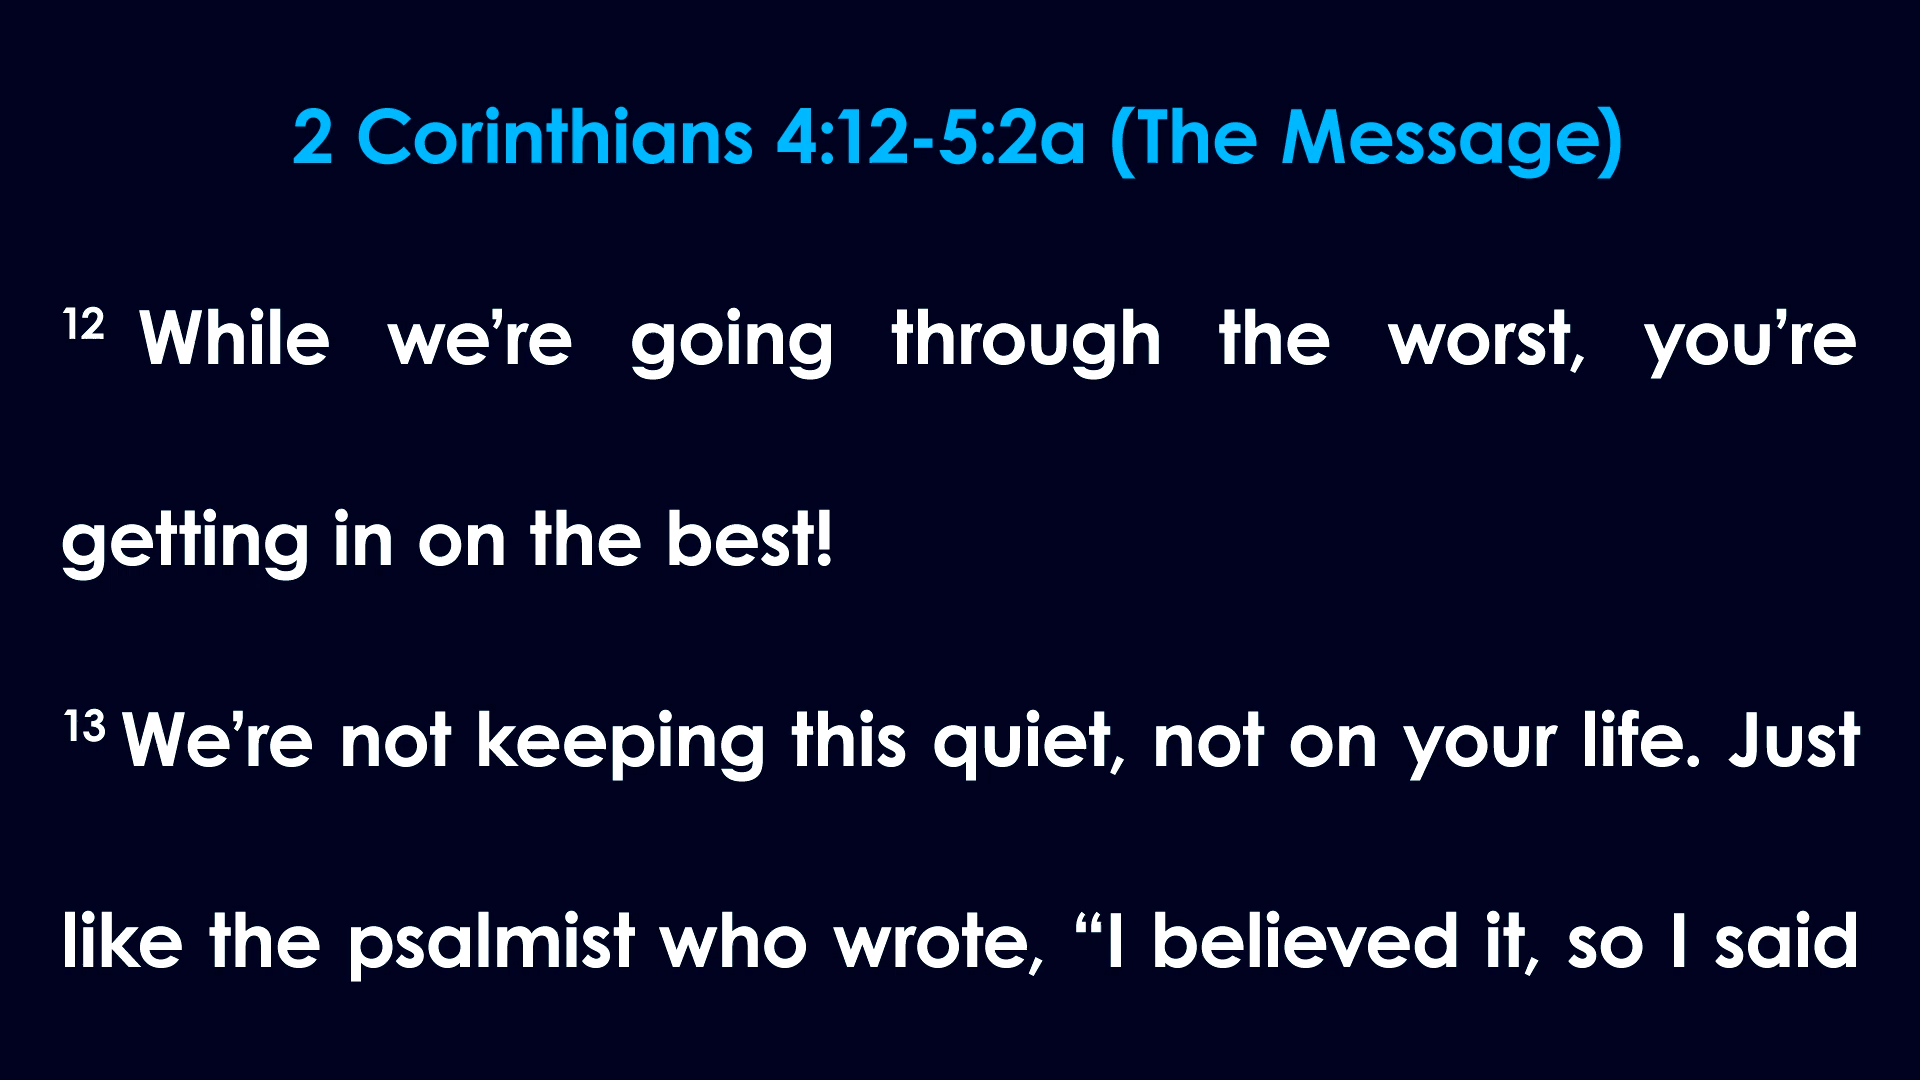 2 Corinthians 4:12-5:2a (The Message)
12 While we’re going through the worst, you’re
getting in on the best!
13 We’re not keeping this quiet, not on your life. Just
like the psalmist who wrote, “I believed it, so I said